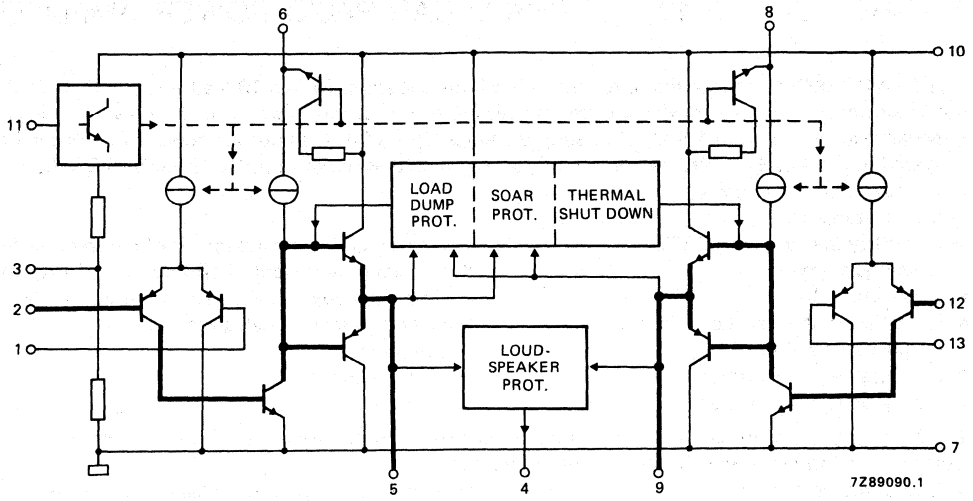 6
8
10
11
LOAD
DUMP
PROT.
SOAR
PROT.
THERMAL
SHUT DOWN
3
2
12
1
13
LOUD-
SPEAKER
PROT.
7
5
4
9
7Z89090.1